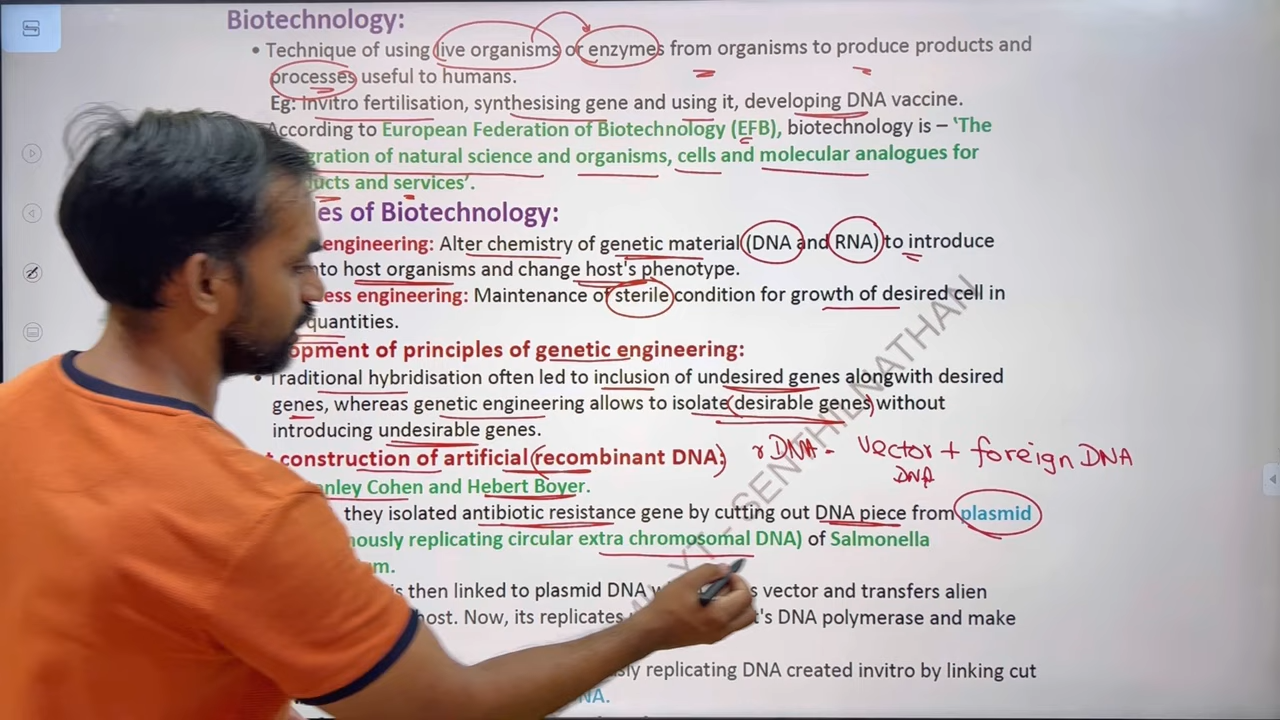 Biotechnology:
• Technique of using live organisms or enzymes from organisms to produce products and
processes useful to humans.
Eg: Invitro fertilisation, synthesising gene and using it, developing DNA vaccine.
According to European Federation of Biotechnology (EFB), biotechnology is – 'The
gration of natural science and organisms, cells and molecular analogues for
ucts and services'.
les of Biotechnology:
engineering: Alter chemistry of genetic material (DNA and RNA) to introduce
to host organisms and change host's phenotype.
ess engineering: Maintenance of sterile condition for growth of desired cell in
quantities.
opment of principles of genetic engineering:
• Traditional hybridisation often led to inclusion of undesired genes alongwith desired
genes, whereas genetic engineering allows to isolate desirable genes without
introducing undesirable genes.
t construction of artificial recombinant DNA: rDNA - vector + foreign DNA
DNA
nley Cohen and Hebert Boyer.
they isolated antibiotic resistance gene by cutting out DNA piece from plasmid
ously replicating circular extra chromosomal DNA) of Salmonella
m.
s then linked to plasmid DNA w s vector and transfers alien
host. Now, its replicates 's DNA polymerase and make
sly replicating DNA created invitro by linking cut
NA.
YT - SENTHILNATHAN